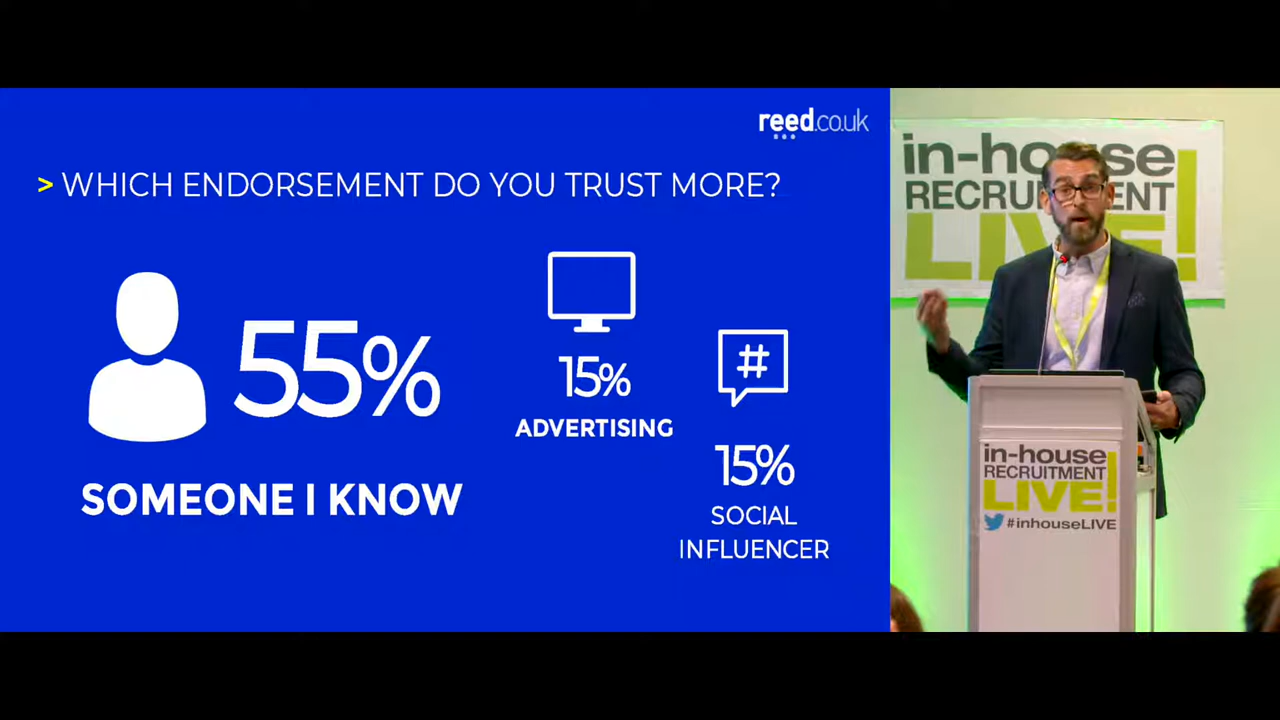 reed.co.uk
> WHICH ENDORSEMENT DO YOU TRUST MORE?
55%
SOMEONE I KNOW
15%
ADVERTISING
#
15%
SOCIAL
INFLUENCER
in-house
RECRUITMENT
LIVE!
in-house
RECRUITMENT
LIVE!
#inhouseLIVE